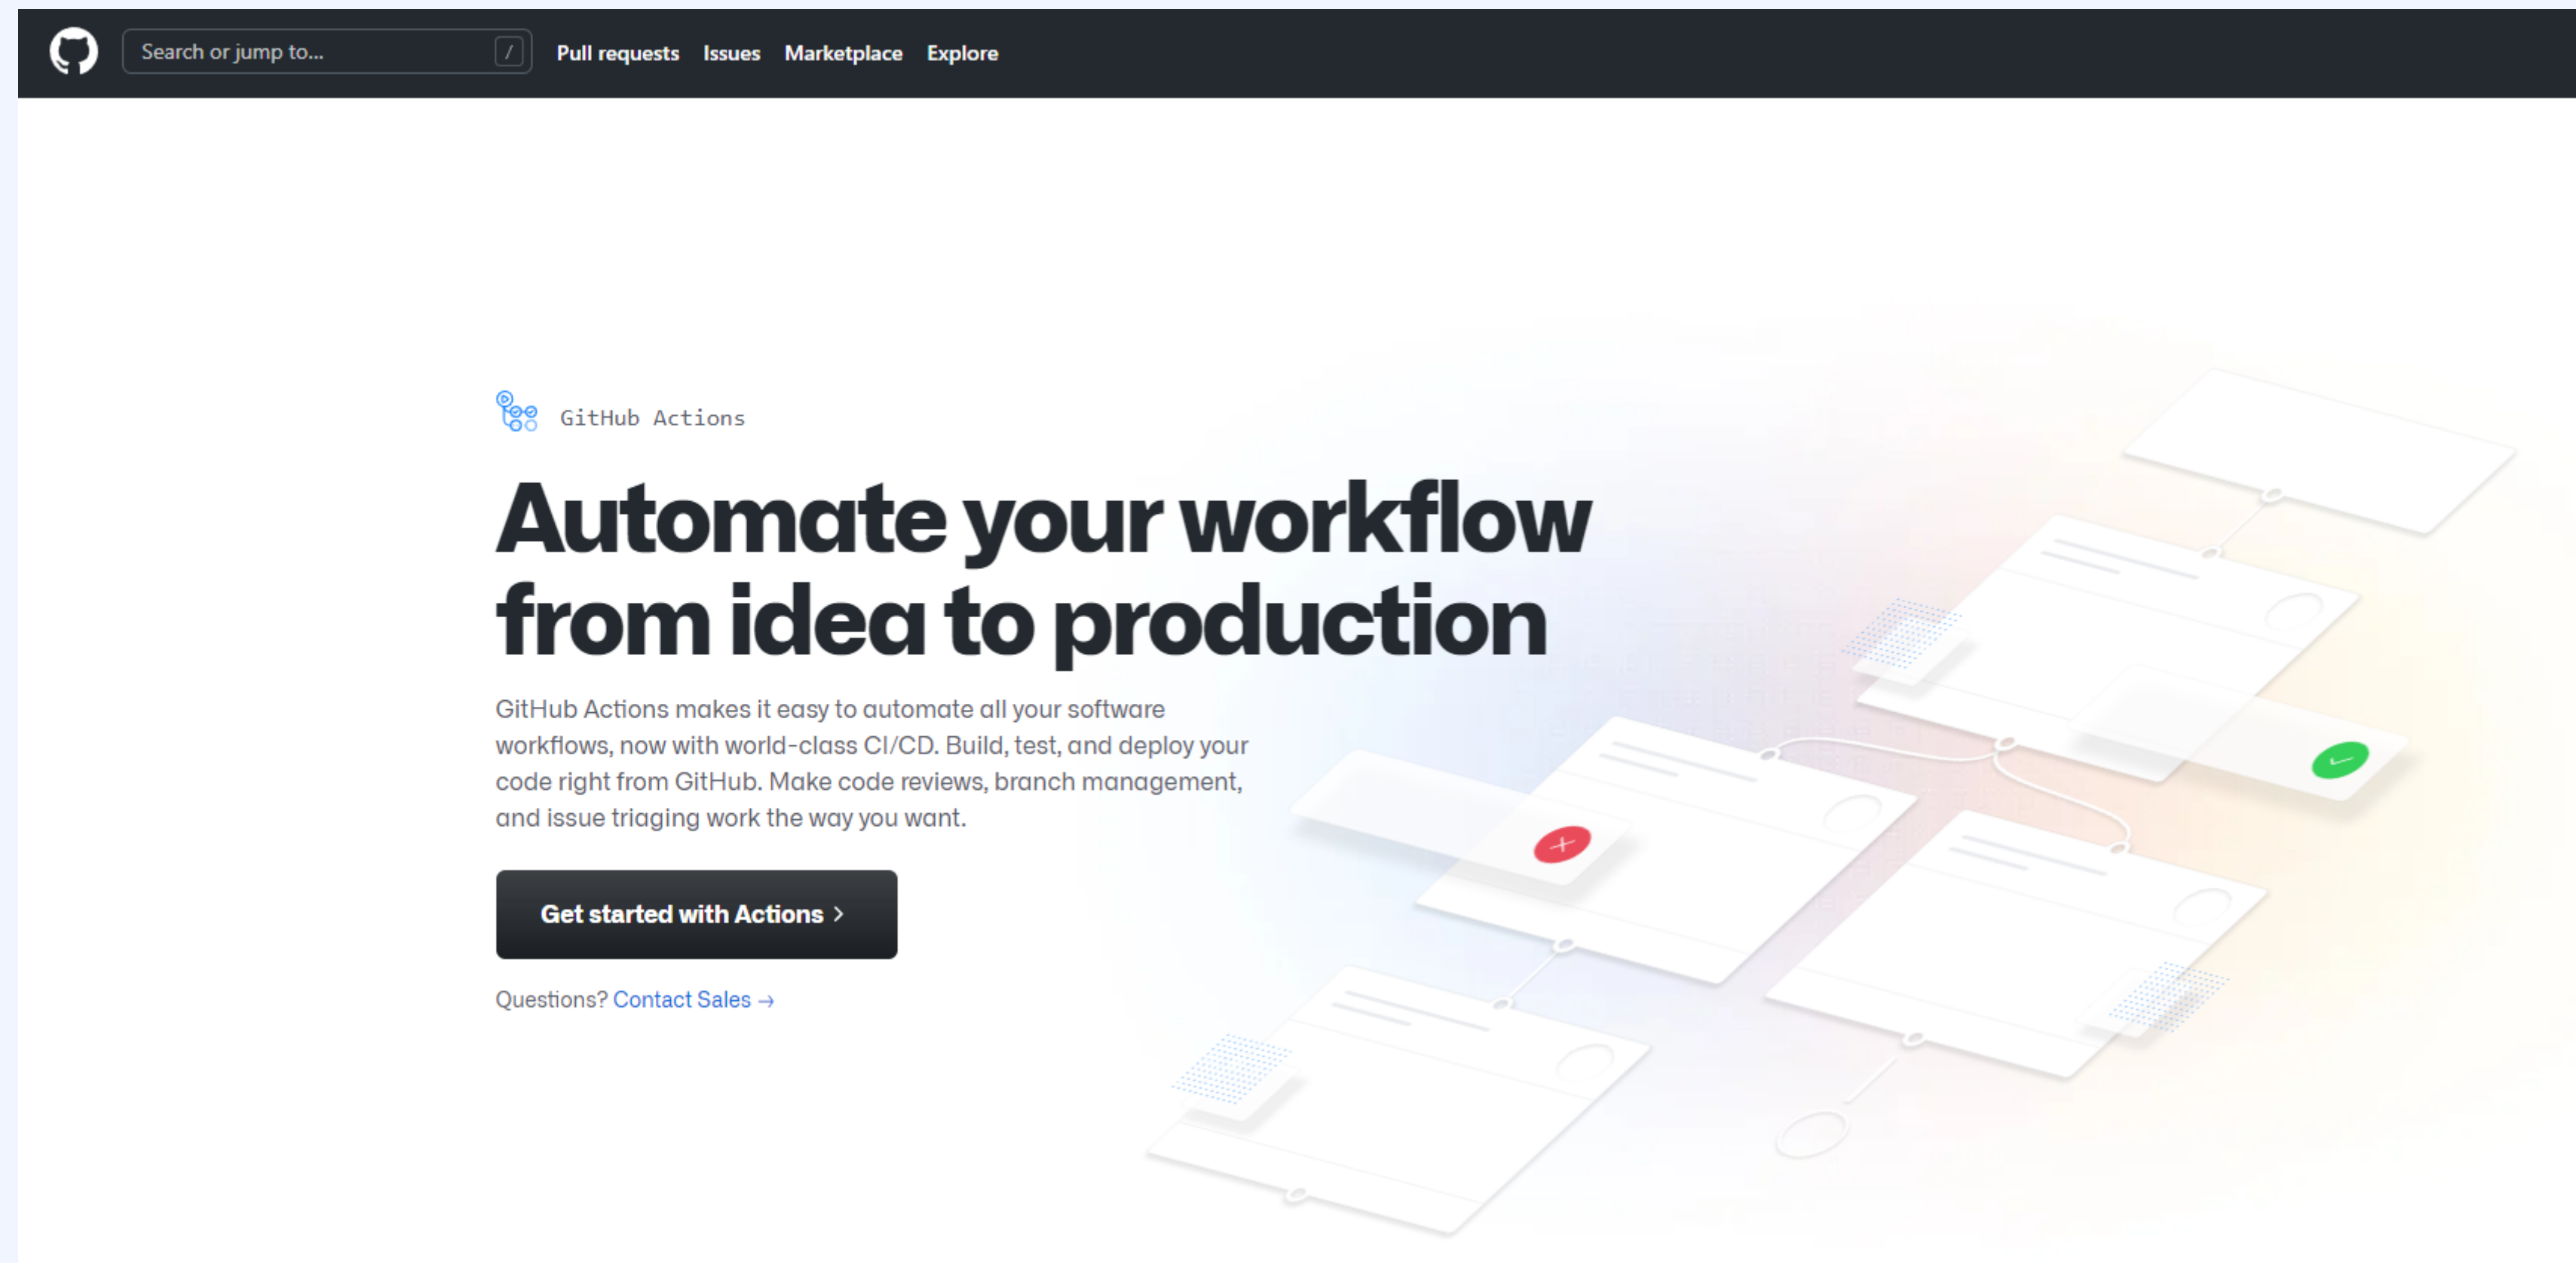 Search or jump to... /
Pull requests Issues Marketplace Explore
GitHub Actions
Automate your workflow
from idea to production
GitHub Actions makes it easy to automate all your software
workflows, now with world-class CI/CD. Build, test, and deploy your
code right from GitHub. Make code reviews, branch management,
and issue triaging work the way you want.
Get started with Actions >
Questions? Contact Sales →